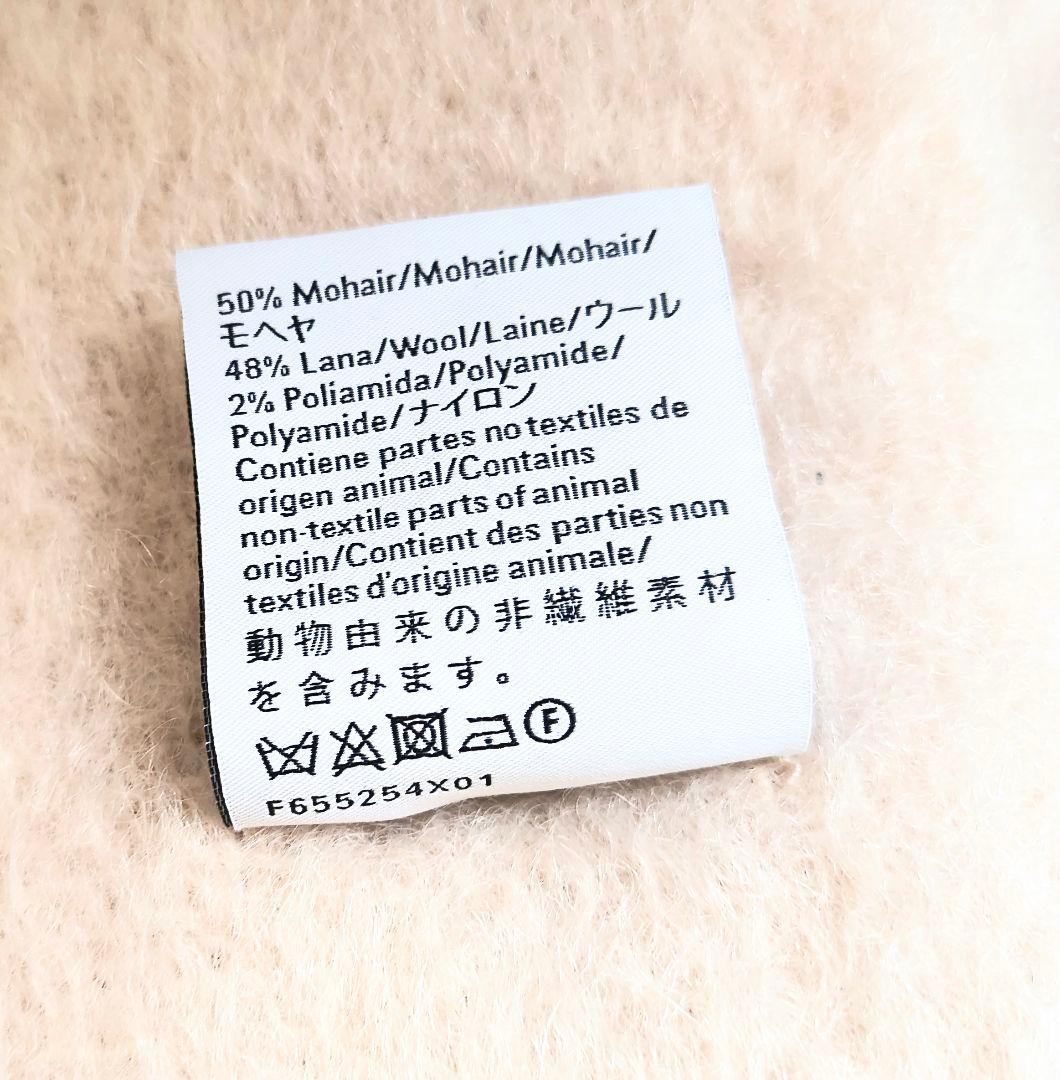 50% Mohair/Mohair/Mohair/
モヘヤ
48% Lana/Wool/Laine/ウール
2% Poliamida/Polyamide/
Polyamide/ナイロン
Contiene partes no textiles de
origen animal/Contains
non-textile parts of animal
origin/Contient des parties non
textiles d'origine animale/
動物由来の非繊維素材
を含みます。
F
F655254X01